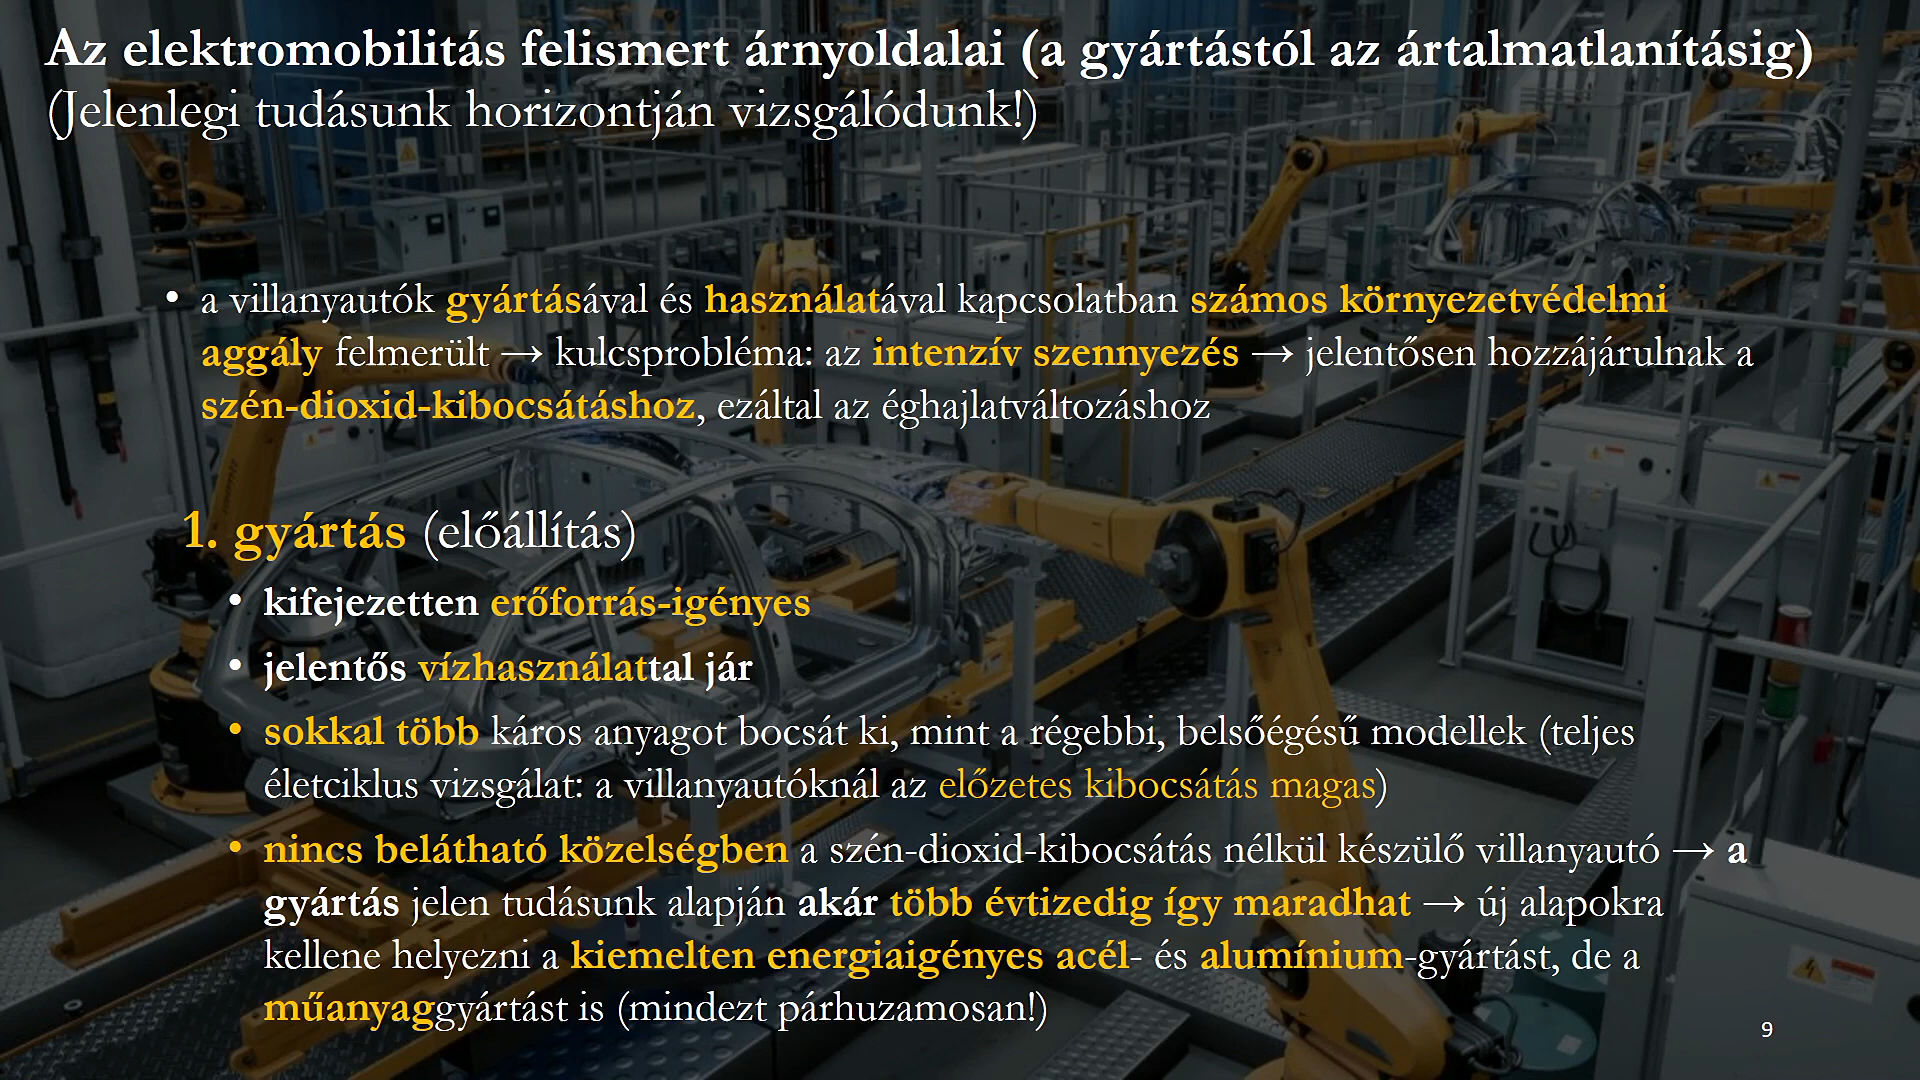 Az elektromobilitás felismert árnyoldalai (a gyártástól az ártalmatlanításig)
(Jelenlegi tudásunk horizontján vizsgálódunk!)
• a villanyautók gyártásával és használatával kapcsolatban számos környezetvédelmi
aggály felmerült → kulcsprobléma: az intenzív szennyezés → jelentősen hozzájárulnak a
szén-dioxid-kibocsátáshoz, ezáltal az éghajlatváltozáshoz
1. gyártás (előállítás)
• kifejezetten erőforrás-igényes
• jelentős vízhasználattal jár
• sokkal több káros anyagot bocsát ki, mint a régebbi, belsőégésű modellek (teljes
életciklus vizsgálat: a villanyautóknál az előzetes kibocsátás magas)
• nincs belátható közelségben a szén-dioxid-kibocsátás nélkül készülő villanyautó → a
gyártás jelen tudásunk alapján akár több évtizedig így maradhat → új alapokra
kellene helyezni a kiemelten energiaigényes acél- és alumínium-gyártást, de a
műanyaggyártást is (mindezt párhuzamosan!)
9